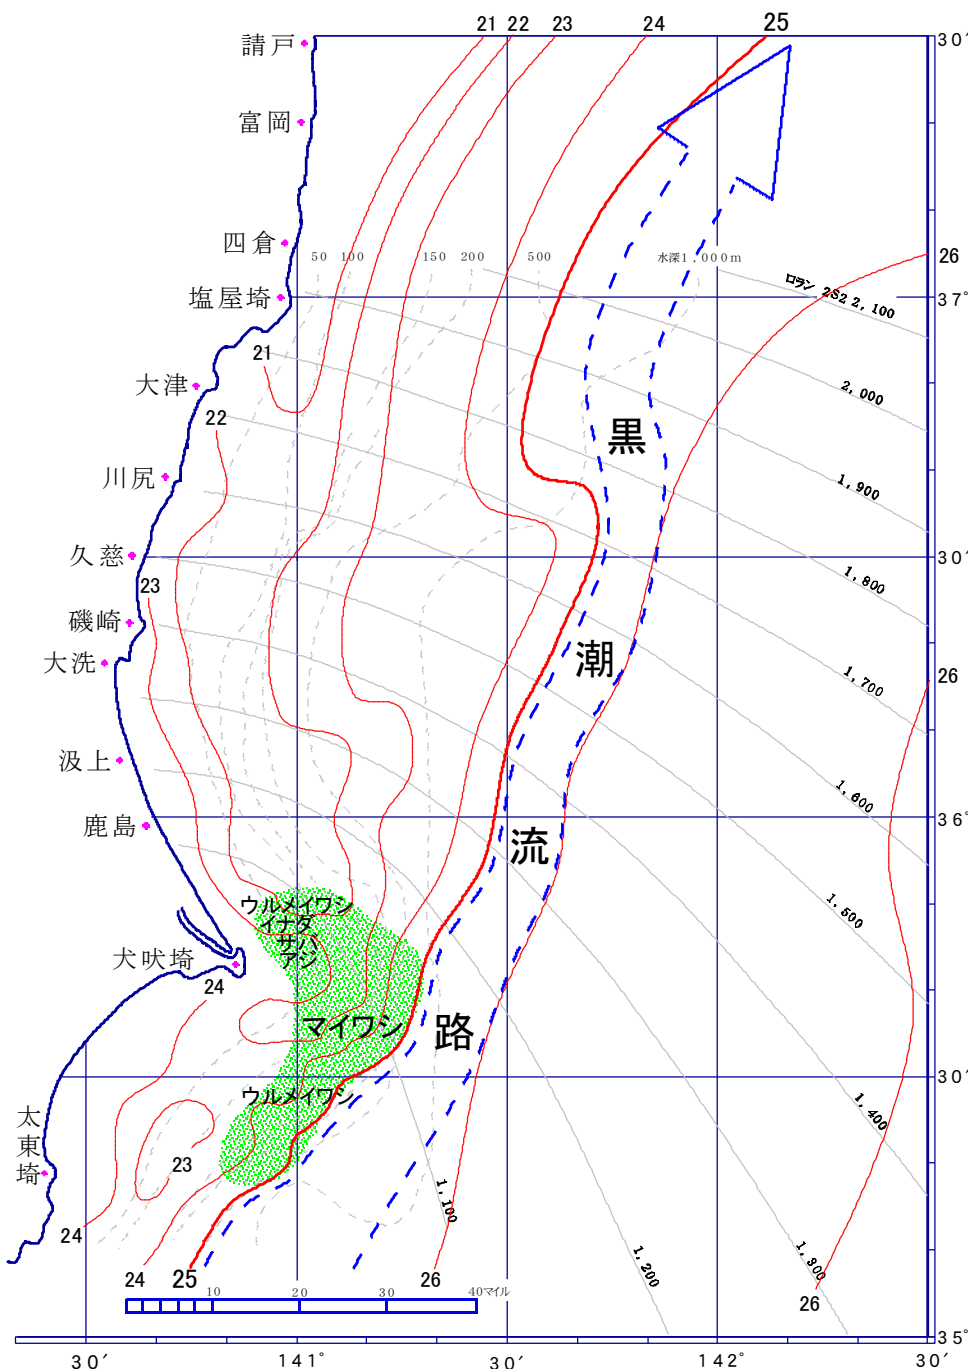 21 22 23 24 25
30′
請戸
富岡
四倉
50 100 150 200 500 水深1,000m
26
ロラン 2S2 2,100
塩屋埼
37°
21
大津
2,000
22
黒
川尻
1,900
久慈
30′
1,800
23
磯崎
大洗
潮
26
1,700
汲上
1,600
鹿島
36°
流
ウルメイワシ
イナダ
サバ
アジ
1,500
犬吠埼
24
マイワシ
路
30′
ウルメイワシ
1,400
太東埼
23
1,100
24
1,200
1,300
24 25 26
26
10 20 30 40マイル
35°
30′ 141° 30′ 142° 30′